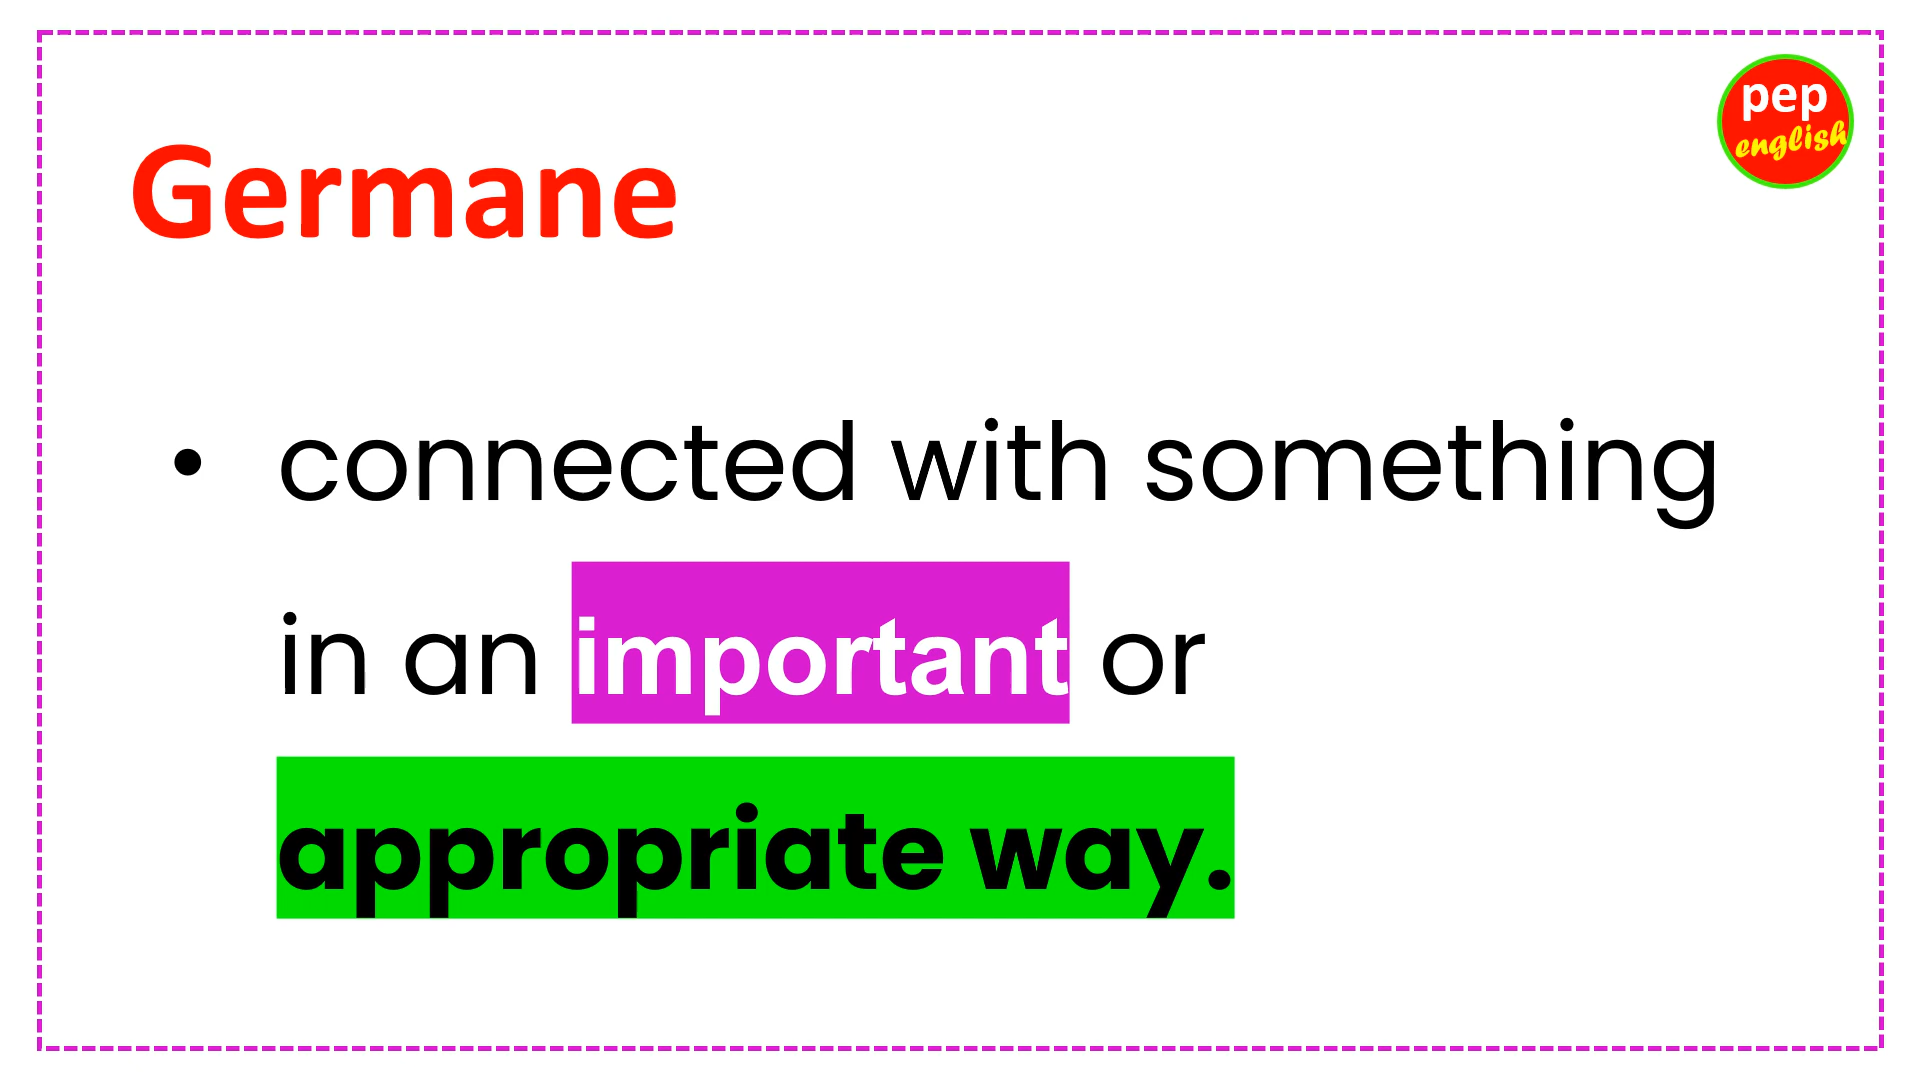 pep
english
Germane
• connected with something
in an important or
appropriate way.